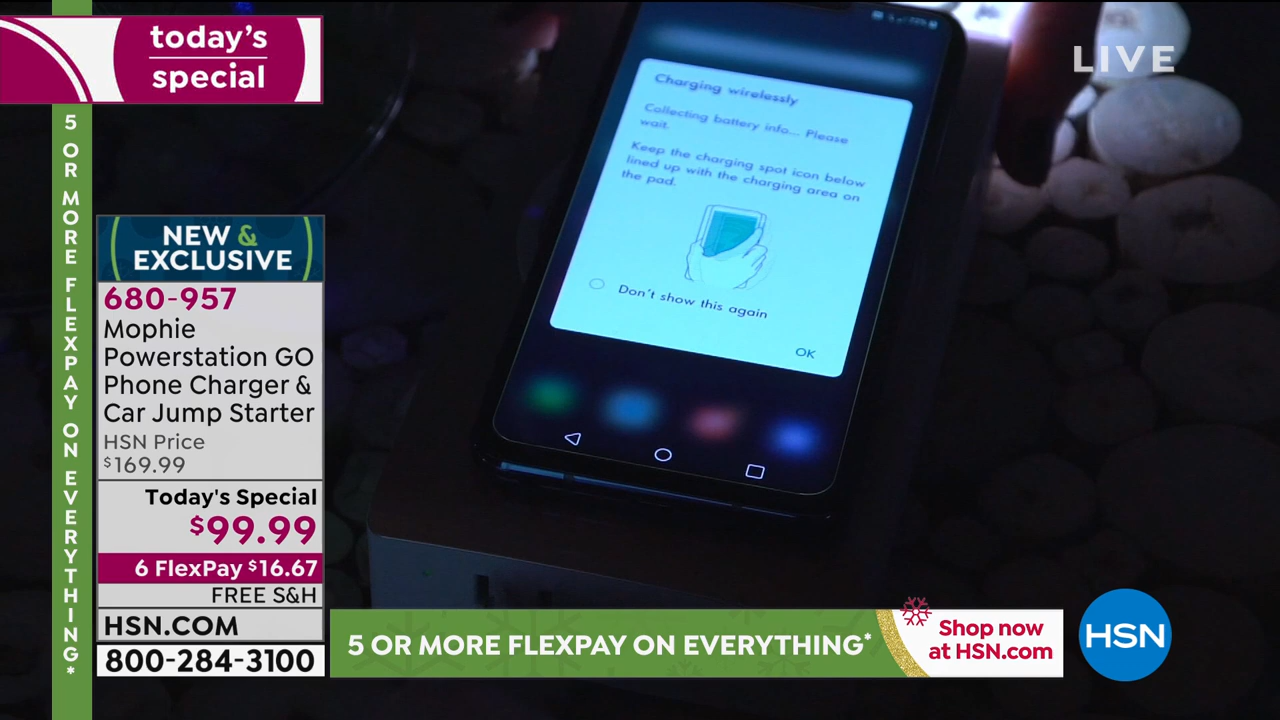 today's
special
LIVE
5 OR MORE FLEXPAY ON EVERYTHING*
NEW &
EXCLUSIVE
680-957
Mophie
Powerstation GO
Phone Charger &
Car Jump Starter
HSN Price
$169.99
Today's Special
$99.99
6 FlexPay $16.67
FREE S&H
HSN.COM
800-284-3100
Charging wirelessly
Collecting battery info... Please
wait.
Keep the charging spot icon below
lined up with the charging area on
the pad.
Don't show this again
OK
5 OR MORE FLEXPAY ON EVERYTHING*
Shop now
at HSN.com
HSN